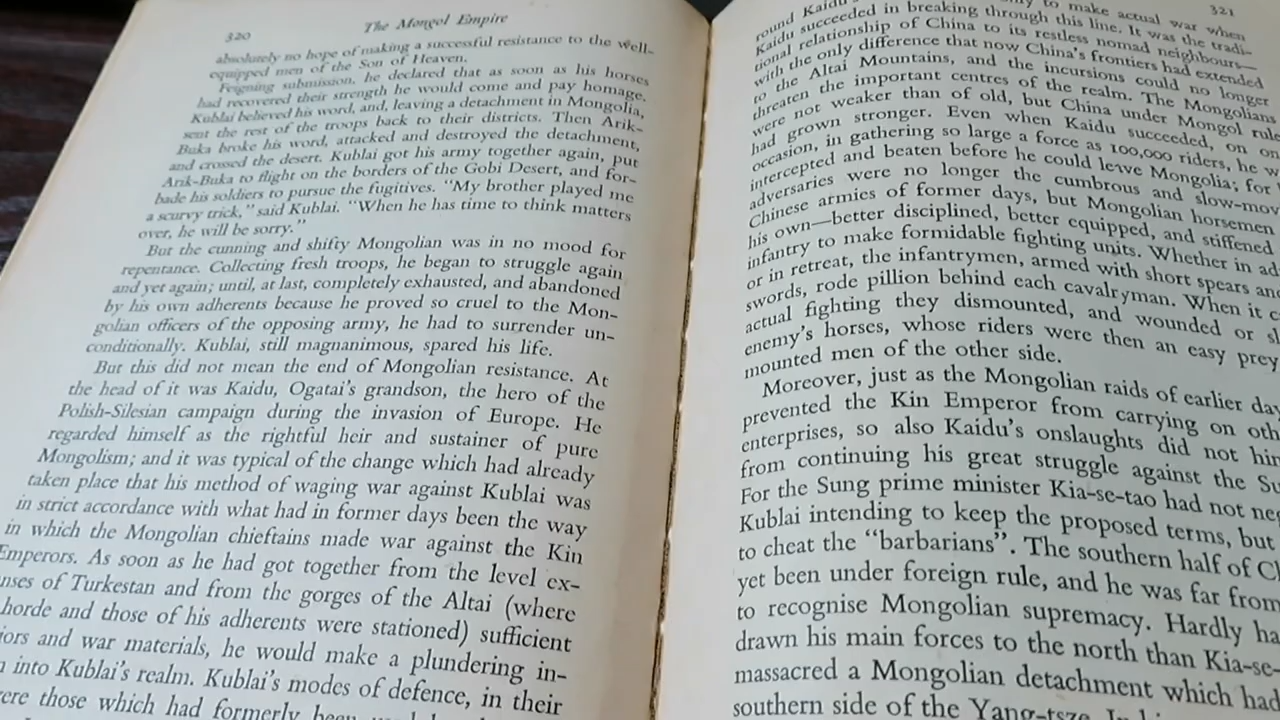 320
The Mongol Empire
absolutely no hope of making a successful resistance to the well-
equipped men of the Son of Heaven.
Feigning submission, he declared that as soon as his horses
had recovered their strength he would come and pay homage.
Kublai believed his word, and, leaving a detachment in Mongolia,
sent the rest of the troops back to their districts. Then Arik-
Buka broke his word, attacked and destroyed the detachment,
and crossed the desert. Kublai got his army together again, put
Arik-Buka to flight on the borders of the Gobi Desert, and for-
bade his soldiers to pursue the fugitives. "My brother played me
a scurvy trick," said Kublai. "When he has time to think matters
over, he will be sorry."
But the cunning and shifty Mongolian was in no mood for
repentance. Collecting fresh troops, he began to struggle again
and yet again; until, at last, completely exhausted, and abandoned
by his own adherents because he proved so cruel to the Mon-
golian officers of the opposing army, he had to surrender un-
conditionally. Kublai, still magnanimous, spared his life.
But this did not mean the end of Mongolian resistance. At
the head of it was Kaidu, Ogatai's grandson, the hero of the
Polish-Silesian campaign during the invasion of Europe. He
regarded himself as the rightful heir and sustainer of pure
Mongolism; and it was typical of the change which had already
taken place that his method of waging war against Kublai was
in strict accordance with what had in former days been the way
in which the Mongolian chieftains made war against the Kin
Emperors. As soon as he had got together from the level ex-
nses of Turkestan and from the gorges of the Altai (where
horde and those of his adherents were stationed) sufficient
iors and war materials, he would make a plundering in-
into Kublai's realm. Kublai's modes of defence, in their
ere those which had formerly been
321
to make actual war when
round Kaidu's
Kaidu succeeded in breaking through this line. It was the tradi-
tional relationship of China to its restless nomad neighbours—
with the only difference that now China's frontiers had extended
to the Altai Mountains, and the incursions could no longer
threaten the important centres of the realm. The Mongolians
were not weaker than of old, but China under Mongol rule
had grown stronger. Even when Kaidu succeeded, on on
occasion, in gathering so large a force as 100,000 riders, he w
intercepted and beaten before he could leave Mongolia; for
adversaries were no longer the cumbrous and slow-mov
Chinese armies of former days, but Mongolian horsemen
his own—better disciplined, better equipped, and stiffened
infantry to make formidable fighting units. Whether in ad
or in retreat, the infantrymen, armed with short spears and
swords, rode pillion behind each cavalryman. When it c
actual fighting they dismounted, and wounded or sl
enemy's horses, whose riders were then an easy prey
mounted men of the other side.
Moreover, just as the Mongolian raids of earlier day
prevented the Kin Emperor from carrying on oth
enterprises, so also Kaidu's onslaughts did not hin
from continuing his great struggle against the Su
For the Sung prime minister Kia-se-tao had not neg
Kublai intending to keep the proposed terms, but
to cheat the "barbarians". The southern half of Ch
yet been under foreign rule, and he was far from
to recognise Mongolian supremacy. Hardly ha
drawn his main forces to the north than Kia-se-
massacred a Mongolian detachment which had
southern side of the Yang-tsze.